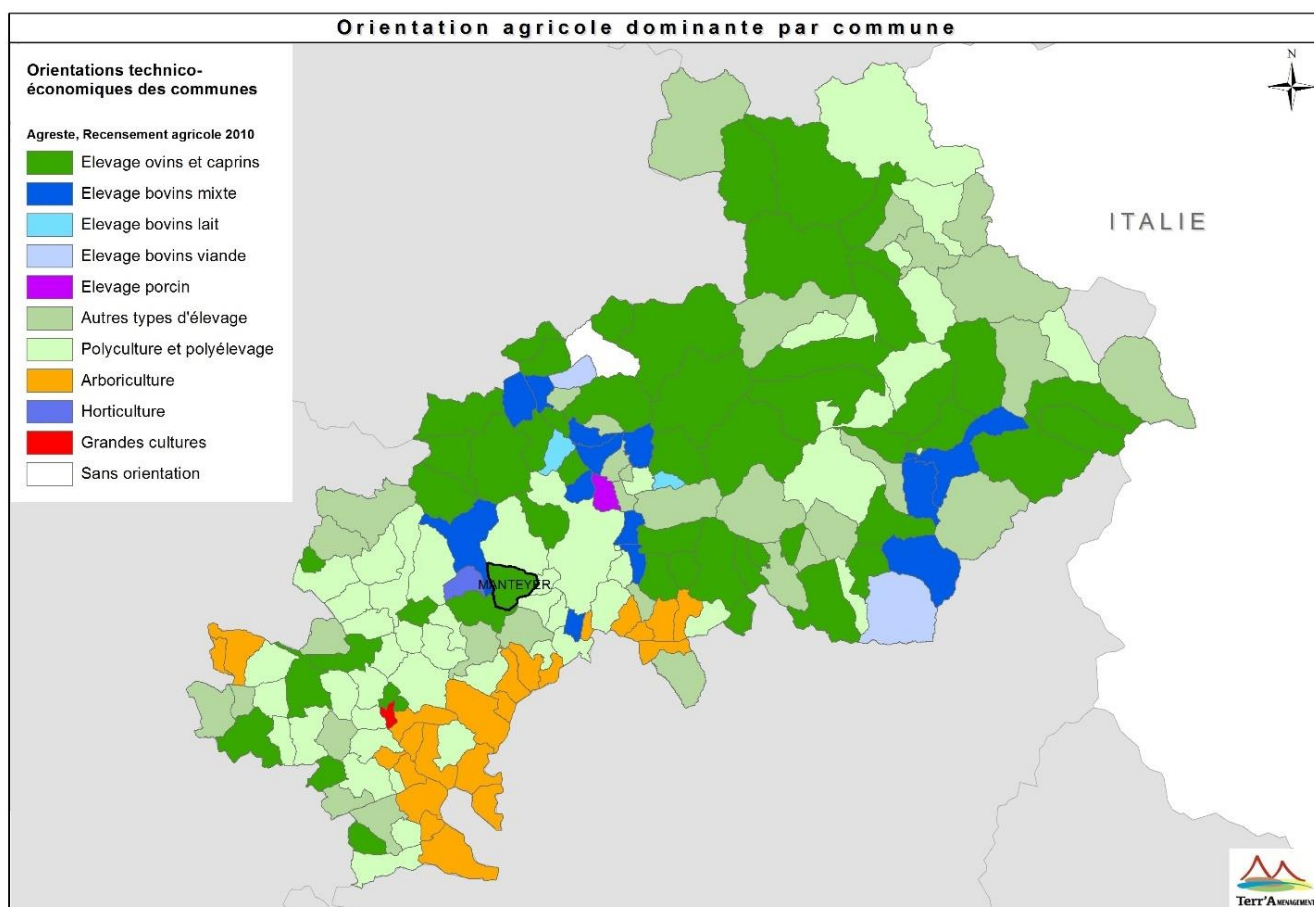 Orientation agricole dominante par commune
Orientations technico-
économiques des communes
Agreste, Recensement agricole 2010
Elevage ovins et caprins
Elevage bovins mixte
Elevage bovins lait
Elevage bovins viande
Elevage porcin
Autres types d'élevage
Polyculture et polyélevage
Arboriculture
Horticulture
Grandes cultures
Sans orientation
N
ITALIE
MANTEYER
Terr'AMENAGEMENT